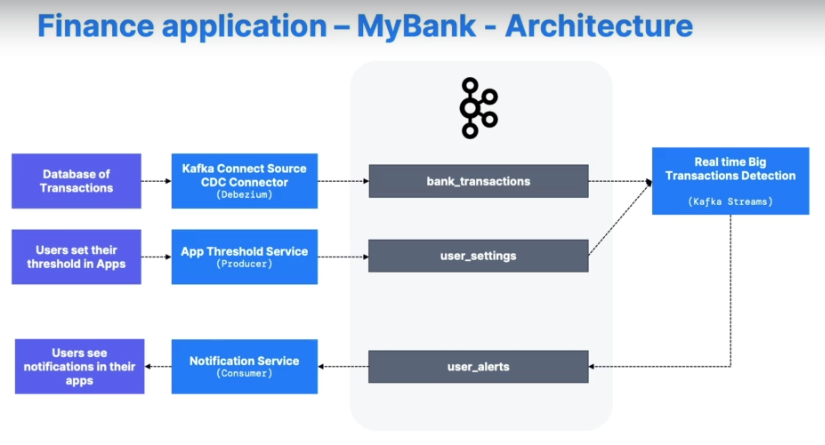 Finance application – MyBank - Architecture
Database of
Transactions
Kafka Connect Source
CDC Connector
(Debezium)
bank_transactions
Real time Big
Transactions Detection
(Kafka Streams)
Users set their
threshold in Apps
App Threshold Service
(Producer)
user_settings
Users see
notifications in their
apps
Notification Service
(Consumer)
user_alerts